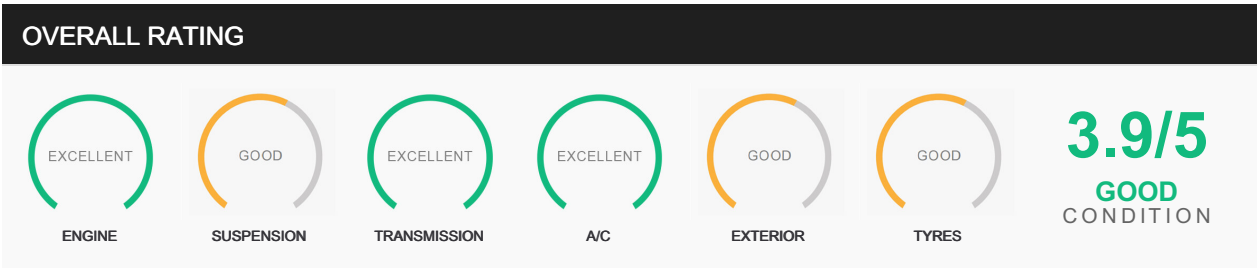 OVERALL RATING
EXCELLENT
GOOD
EXCELLENT
EXCELLENT
GOOD
GOOD
ENGINE
SUSPENSION
TRANSMISSION
A/C
EXTERIOR
TYRES
3.9/5
GOOD
CONDITION